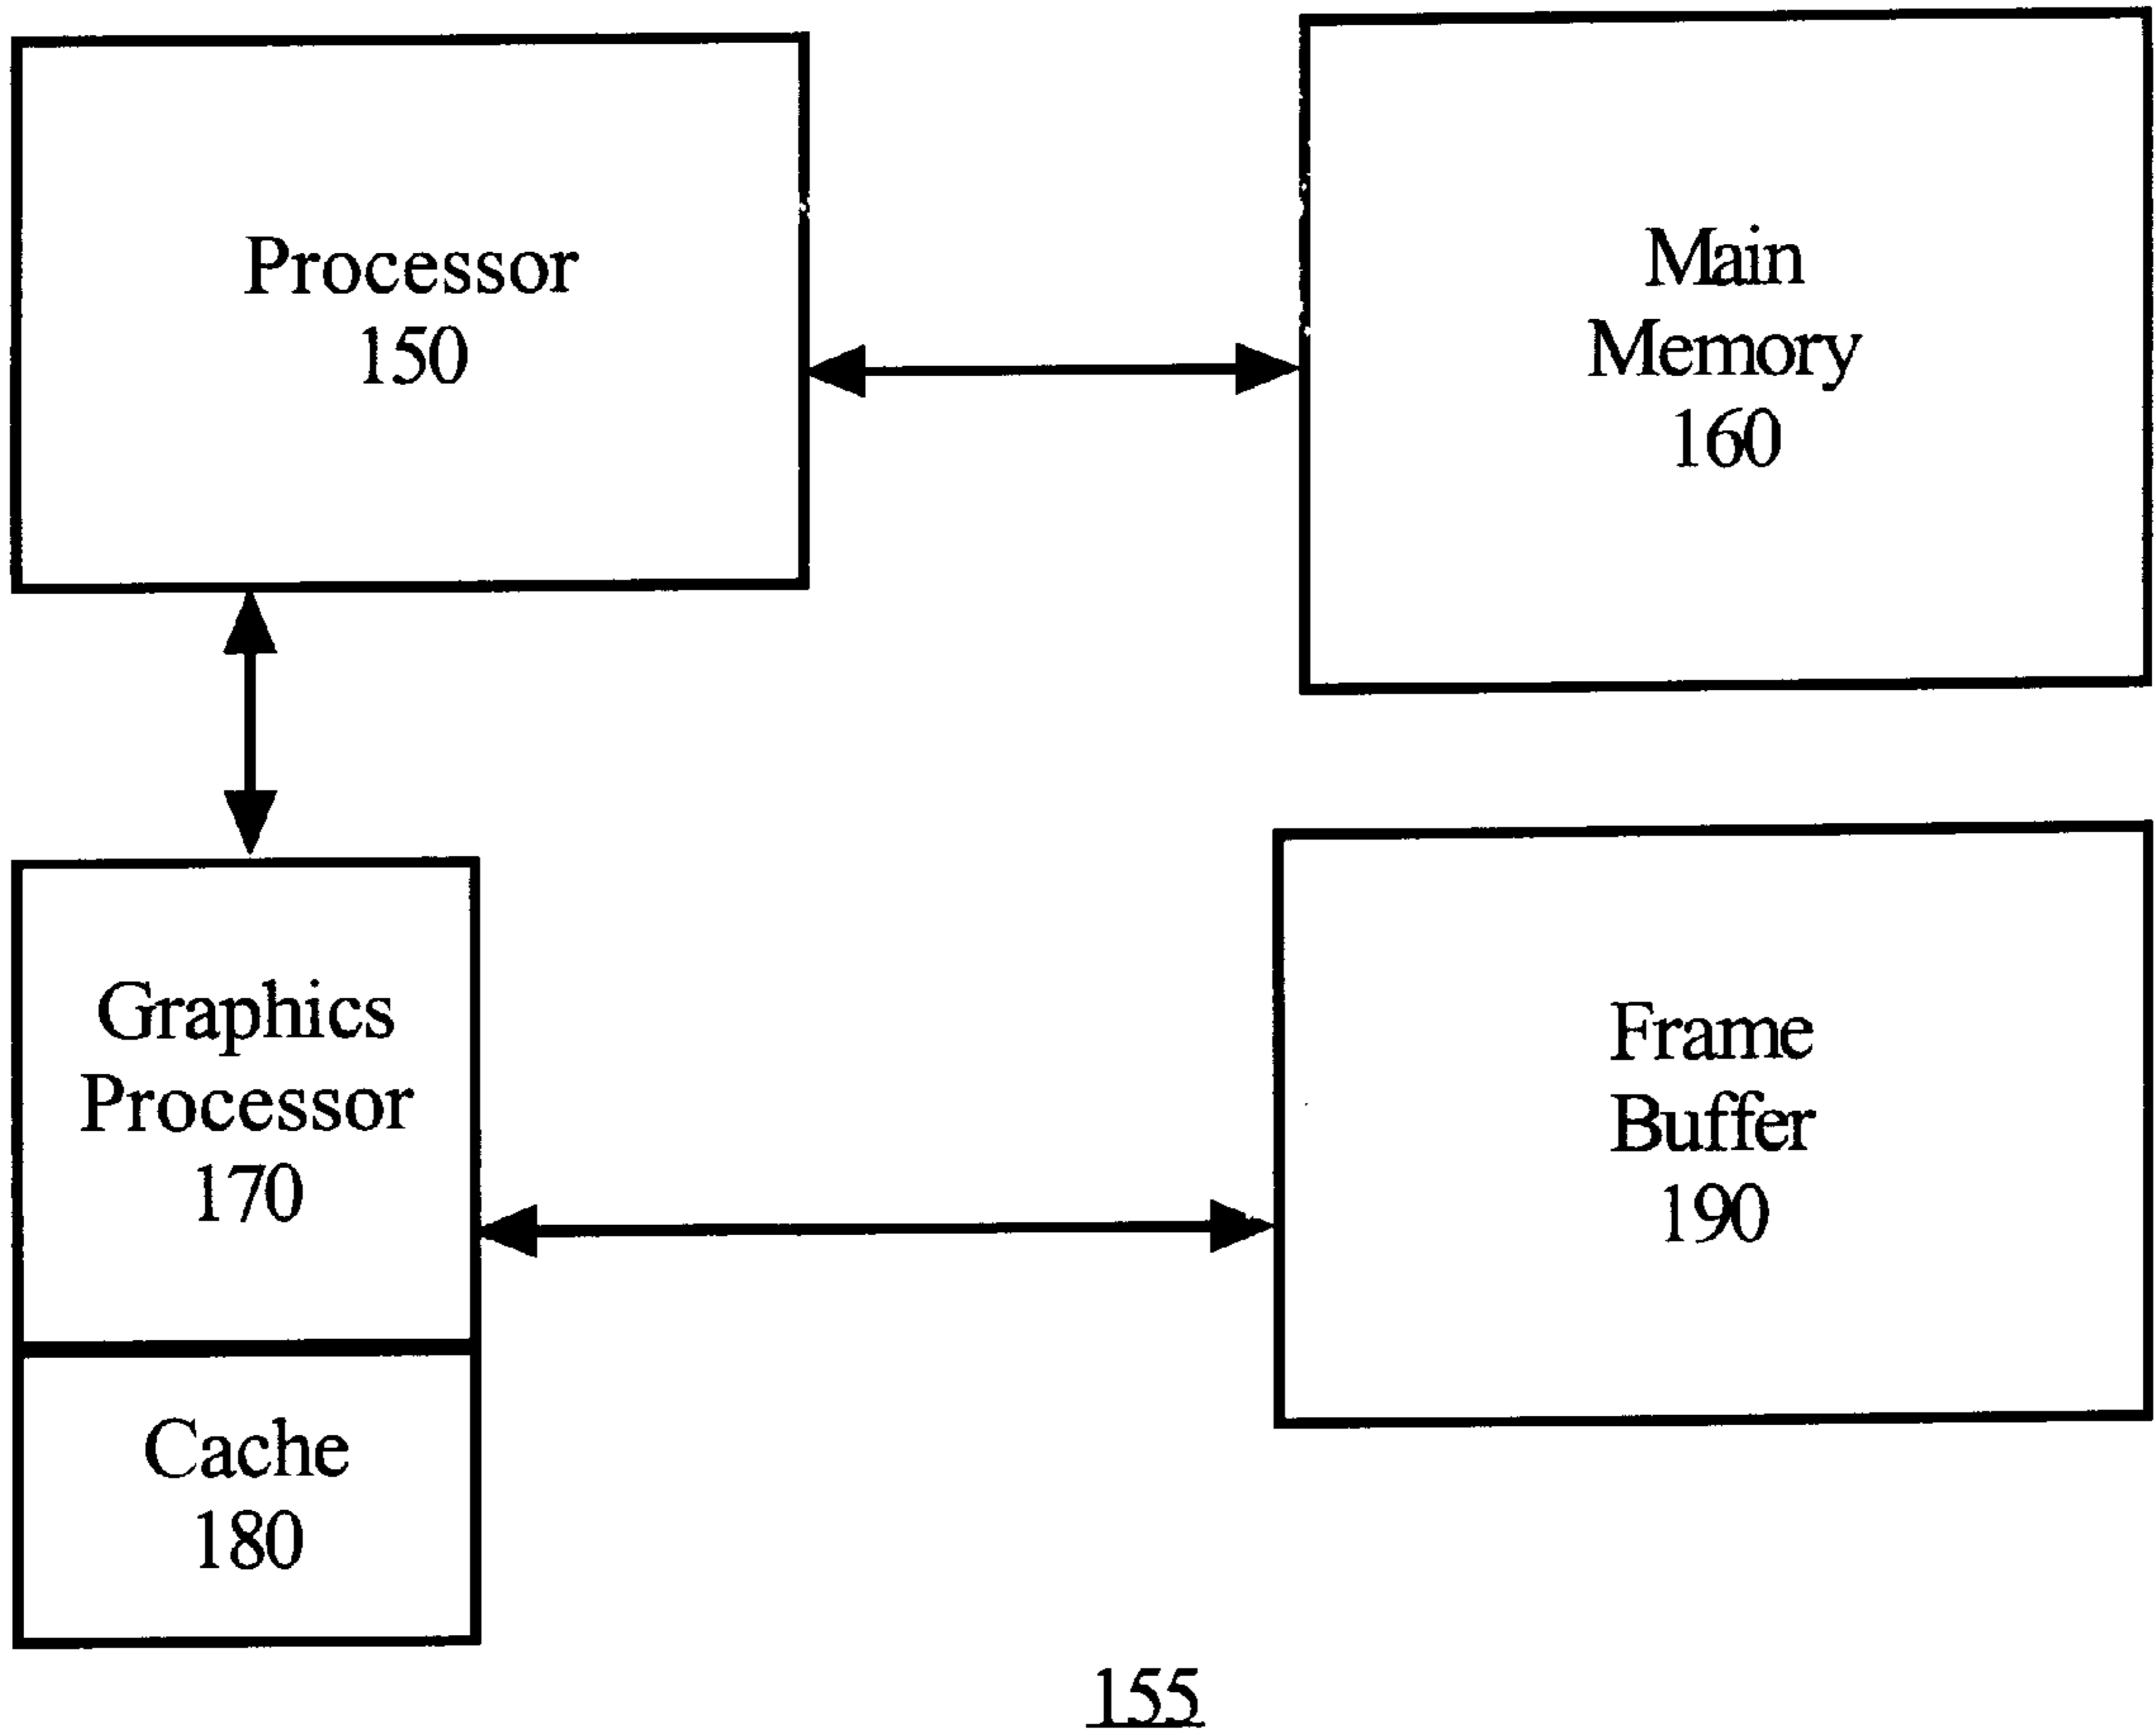 Processor
150
Main
Memory
160
Graphics
Processor
170
Frame
Buffer
190
Cache
180
155